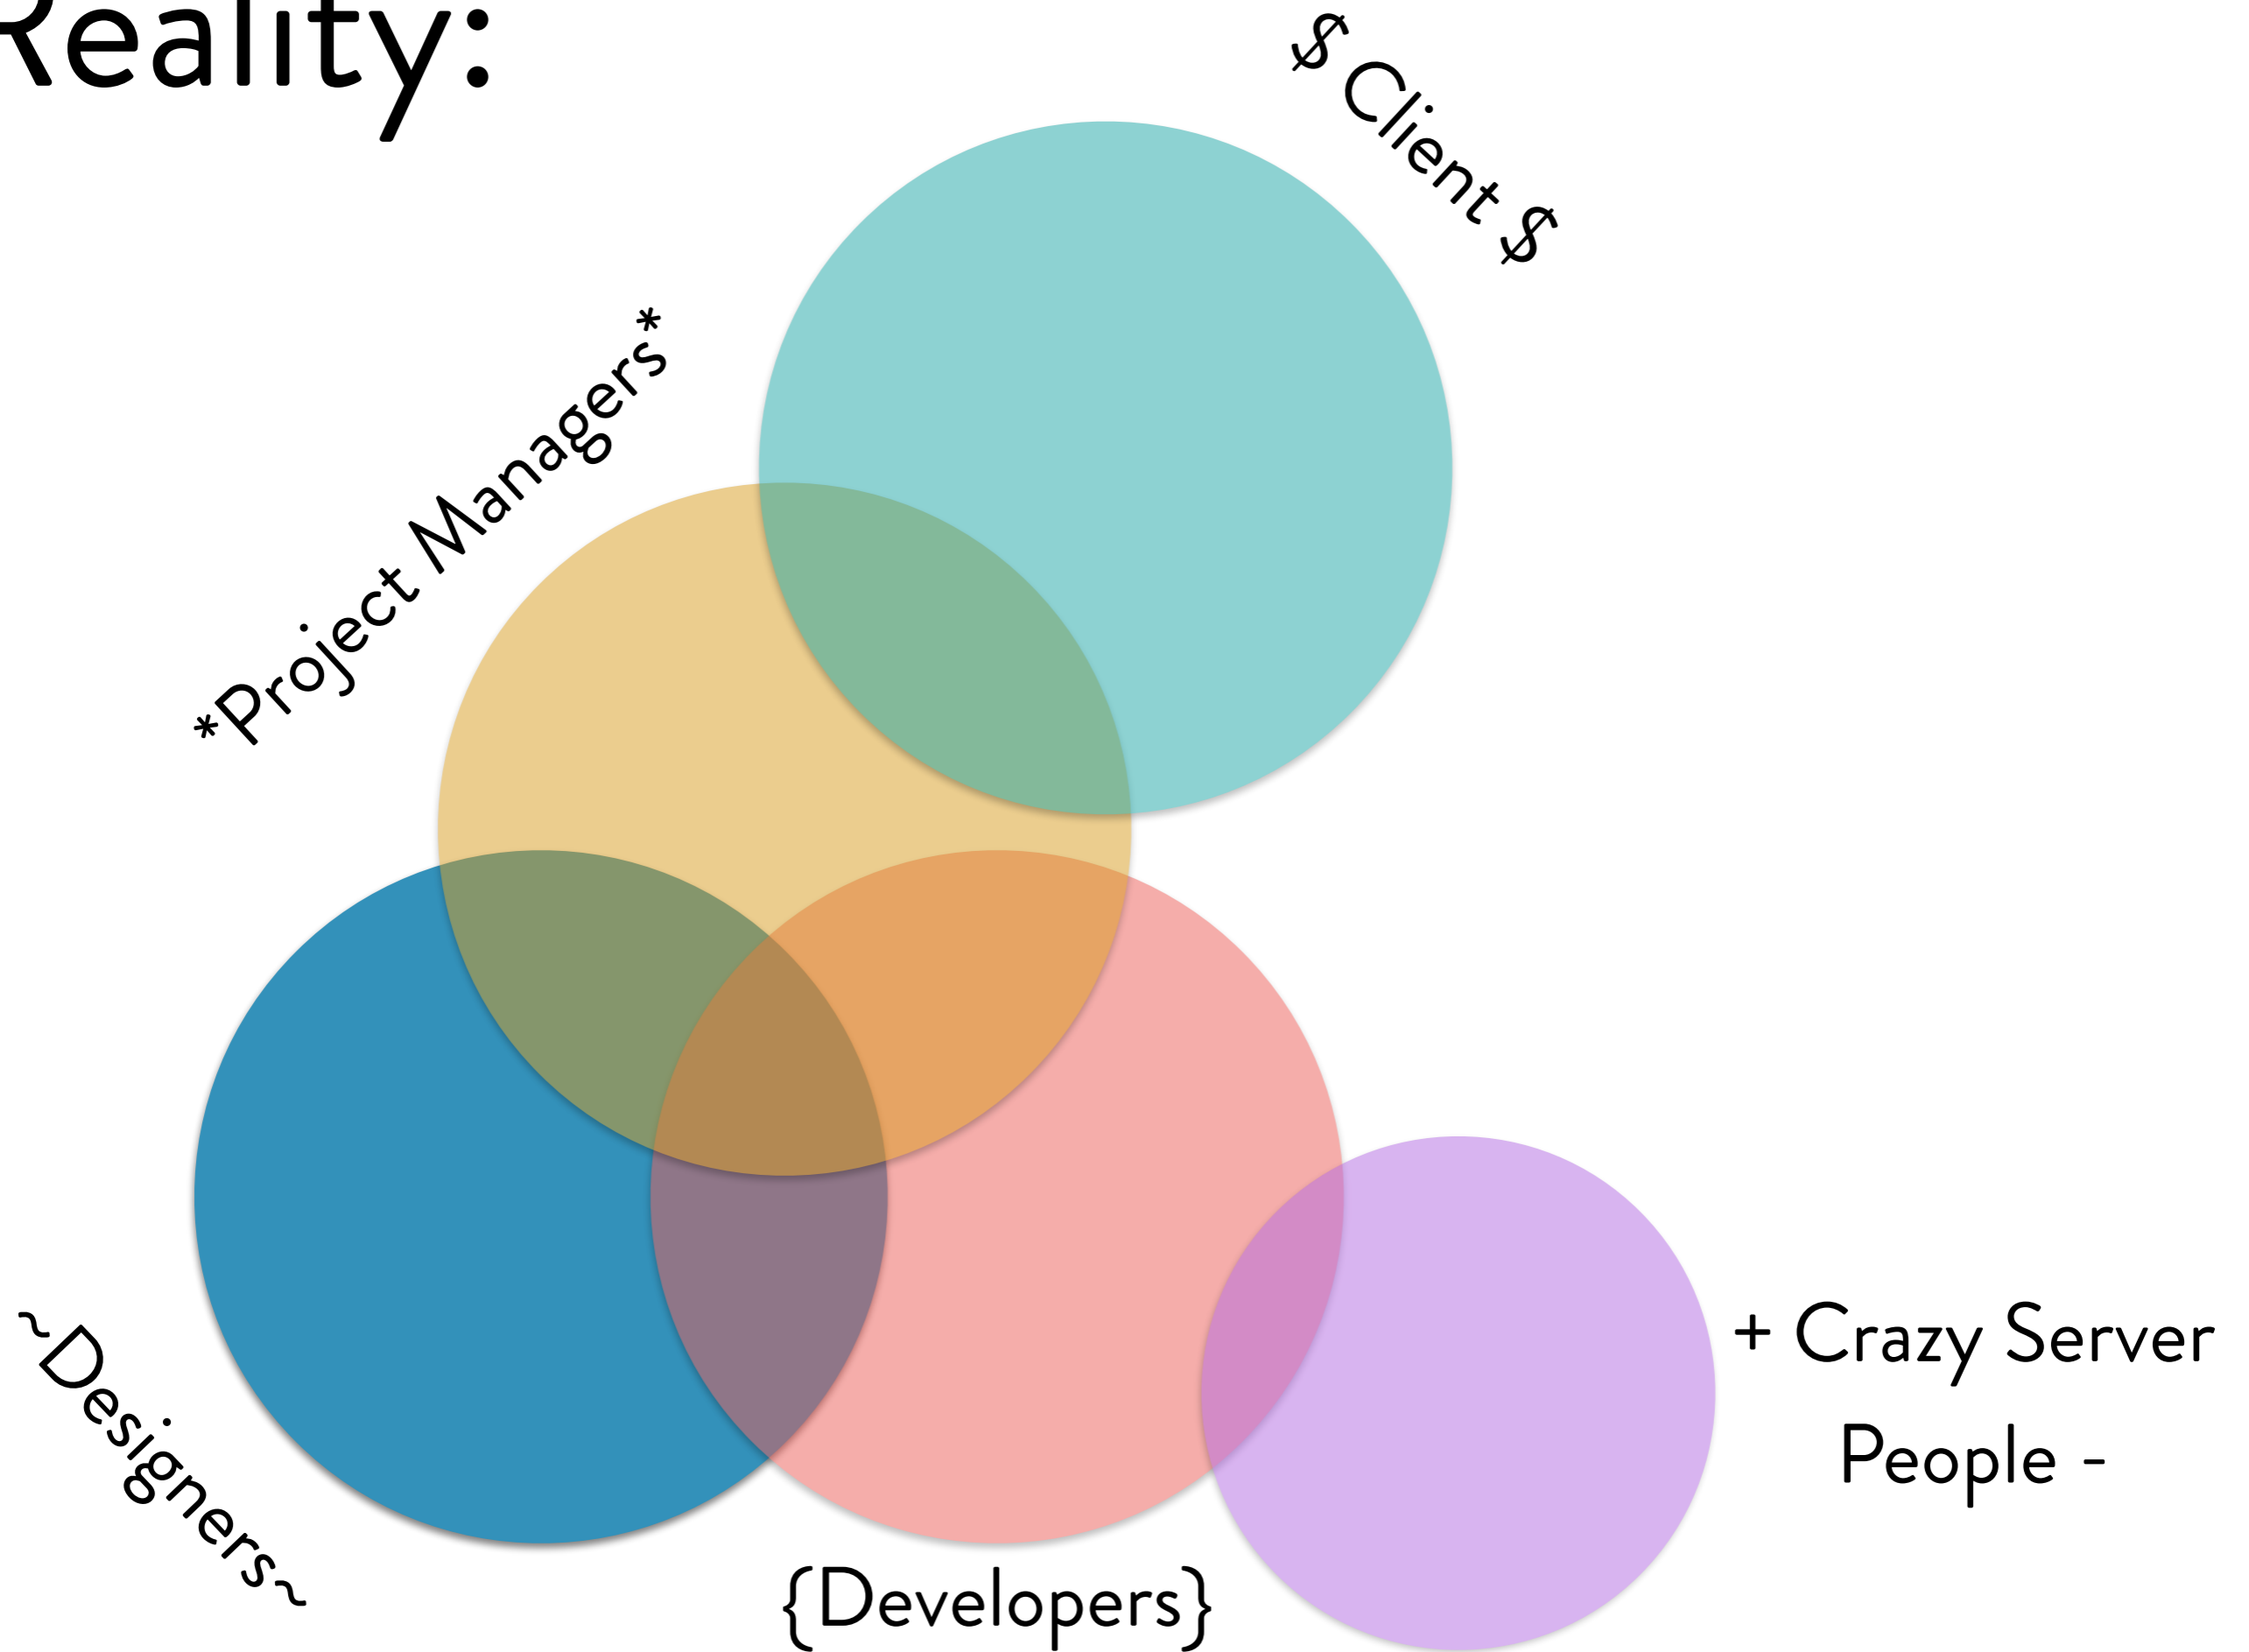 Reality:
$ Client $
*Project Managers*
~Designers~
+ Crazy Server
People -
{Developers}